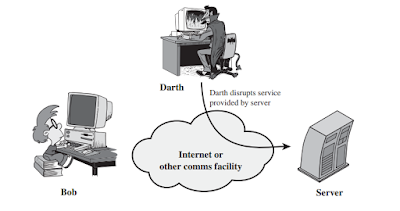 Darth
Darth disrupts service
provided by server
Internet or
other comms facility
Bob
Server